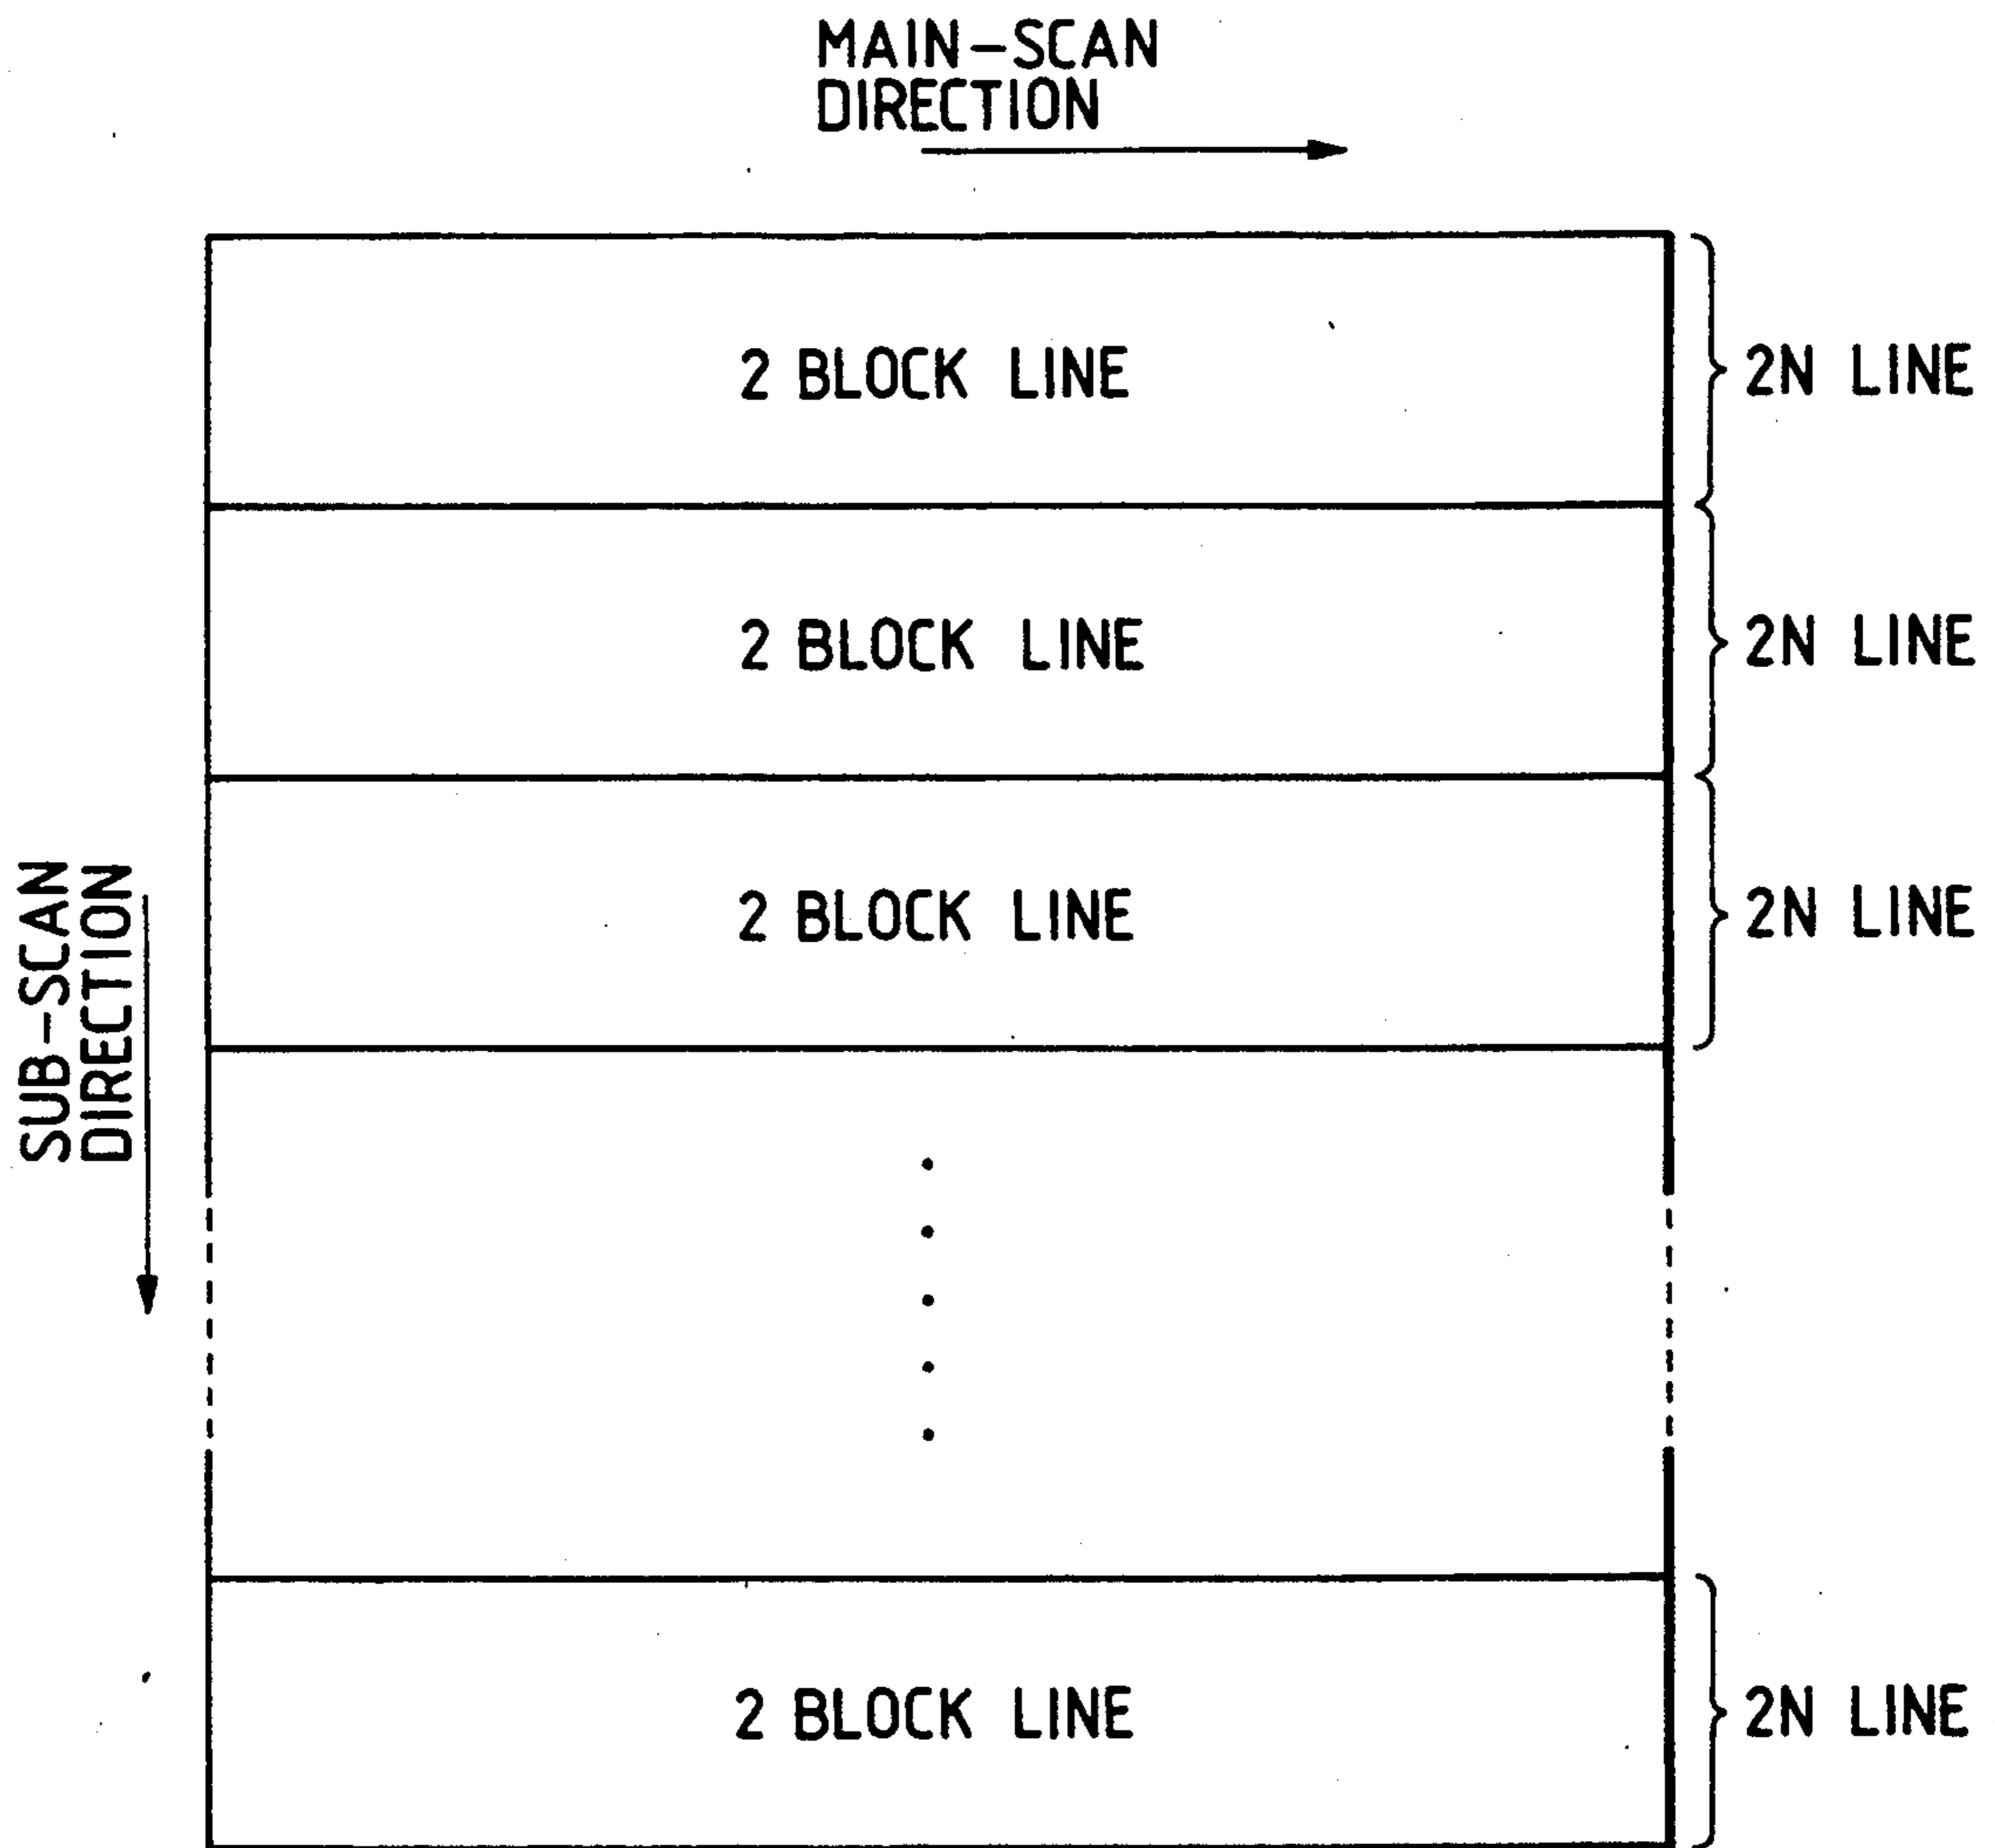 MAIN-SCAN
DIRECTION
2 BLOCK LINE
2N LINE
2 BLOCK LINE
2N LINE
SUB-SCAN
DIRECTION
2 BLOCK LINE
2N LINE
2 BLOCK LINE
2N LINE